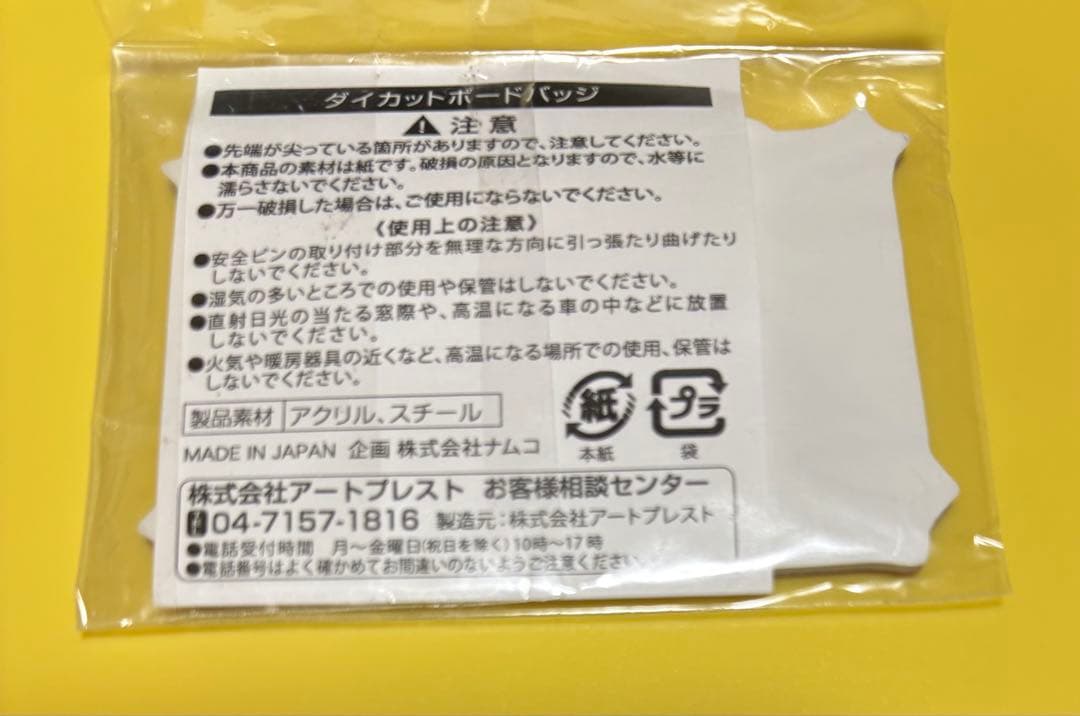 ダイカットボードバッジ
注意
●先端が尖っている箇所がありますので、注意してください。
●本商品の素材は紙です。破損の原因となりますので、水等に
濡らさないでください。
●万一破損した場合は、ご使用にならないでください。
《使用上の注意》
●安全ピンの取り付け部分を無理な方向に引っ張たり曲げたり
しないでください。
●湿気の多いところでの使用や保管はしないでください。
●直射日光の当たる窓際や、高温になる車の中などに放置
しないでください。
●火気や暖房器具の近くなど、高温になる場所での使用、保管は
しないでください。
紙 プラ
本紙 袋
製品素材 アクリル、スチール
MADE IN JAPAN 企画 株式会社ナムコ
株式会社アートプレスト お客様相談センター
04-7157-1816 製造元:株式会社アートプレスト
●電話受付時間 月〜金曜日(祝日を除く)10時〜17時
●電話番号はよく確かめてお間違いのないようご注意ください。